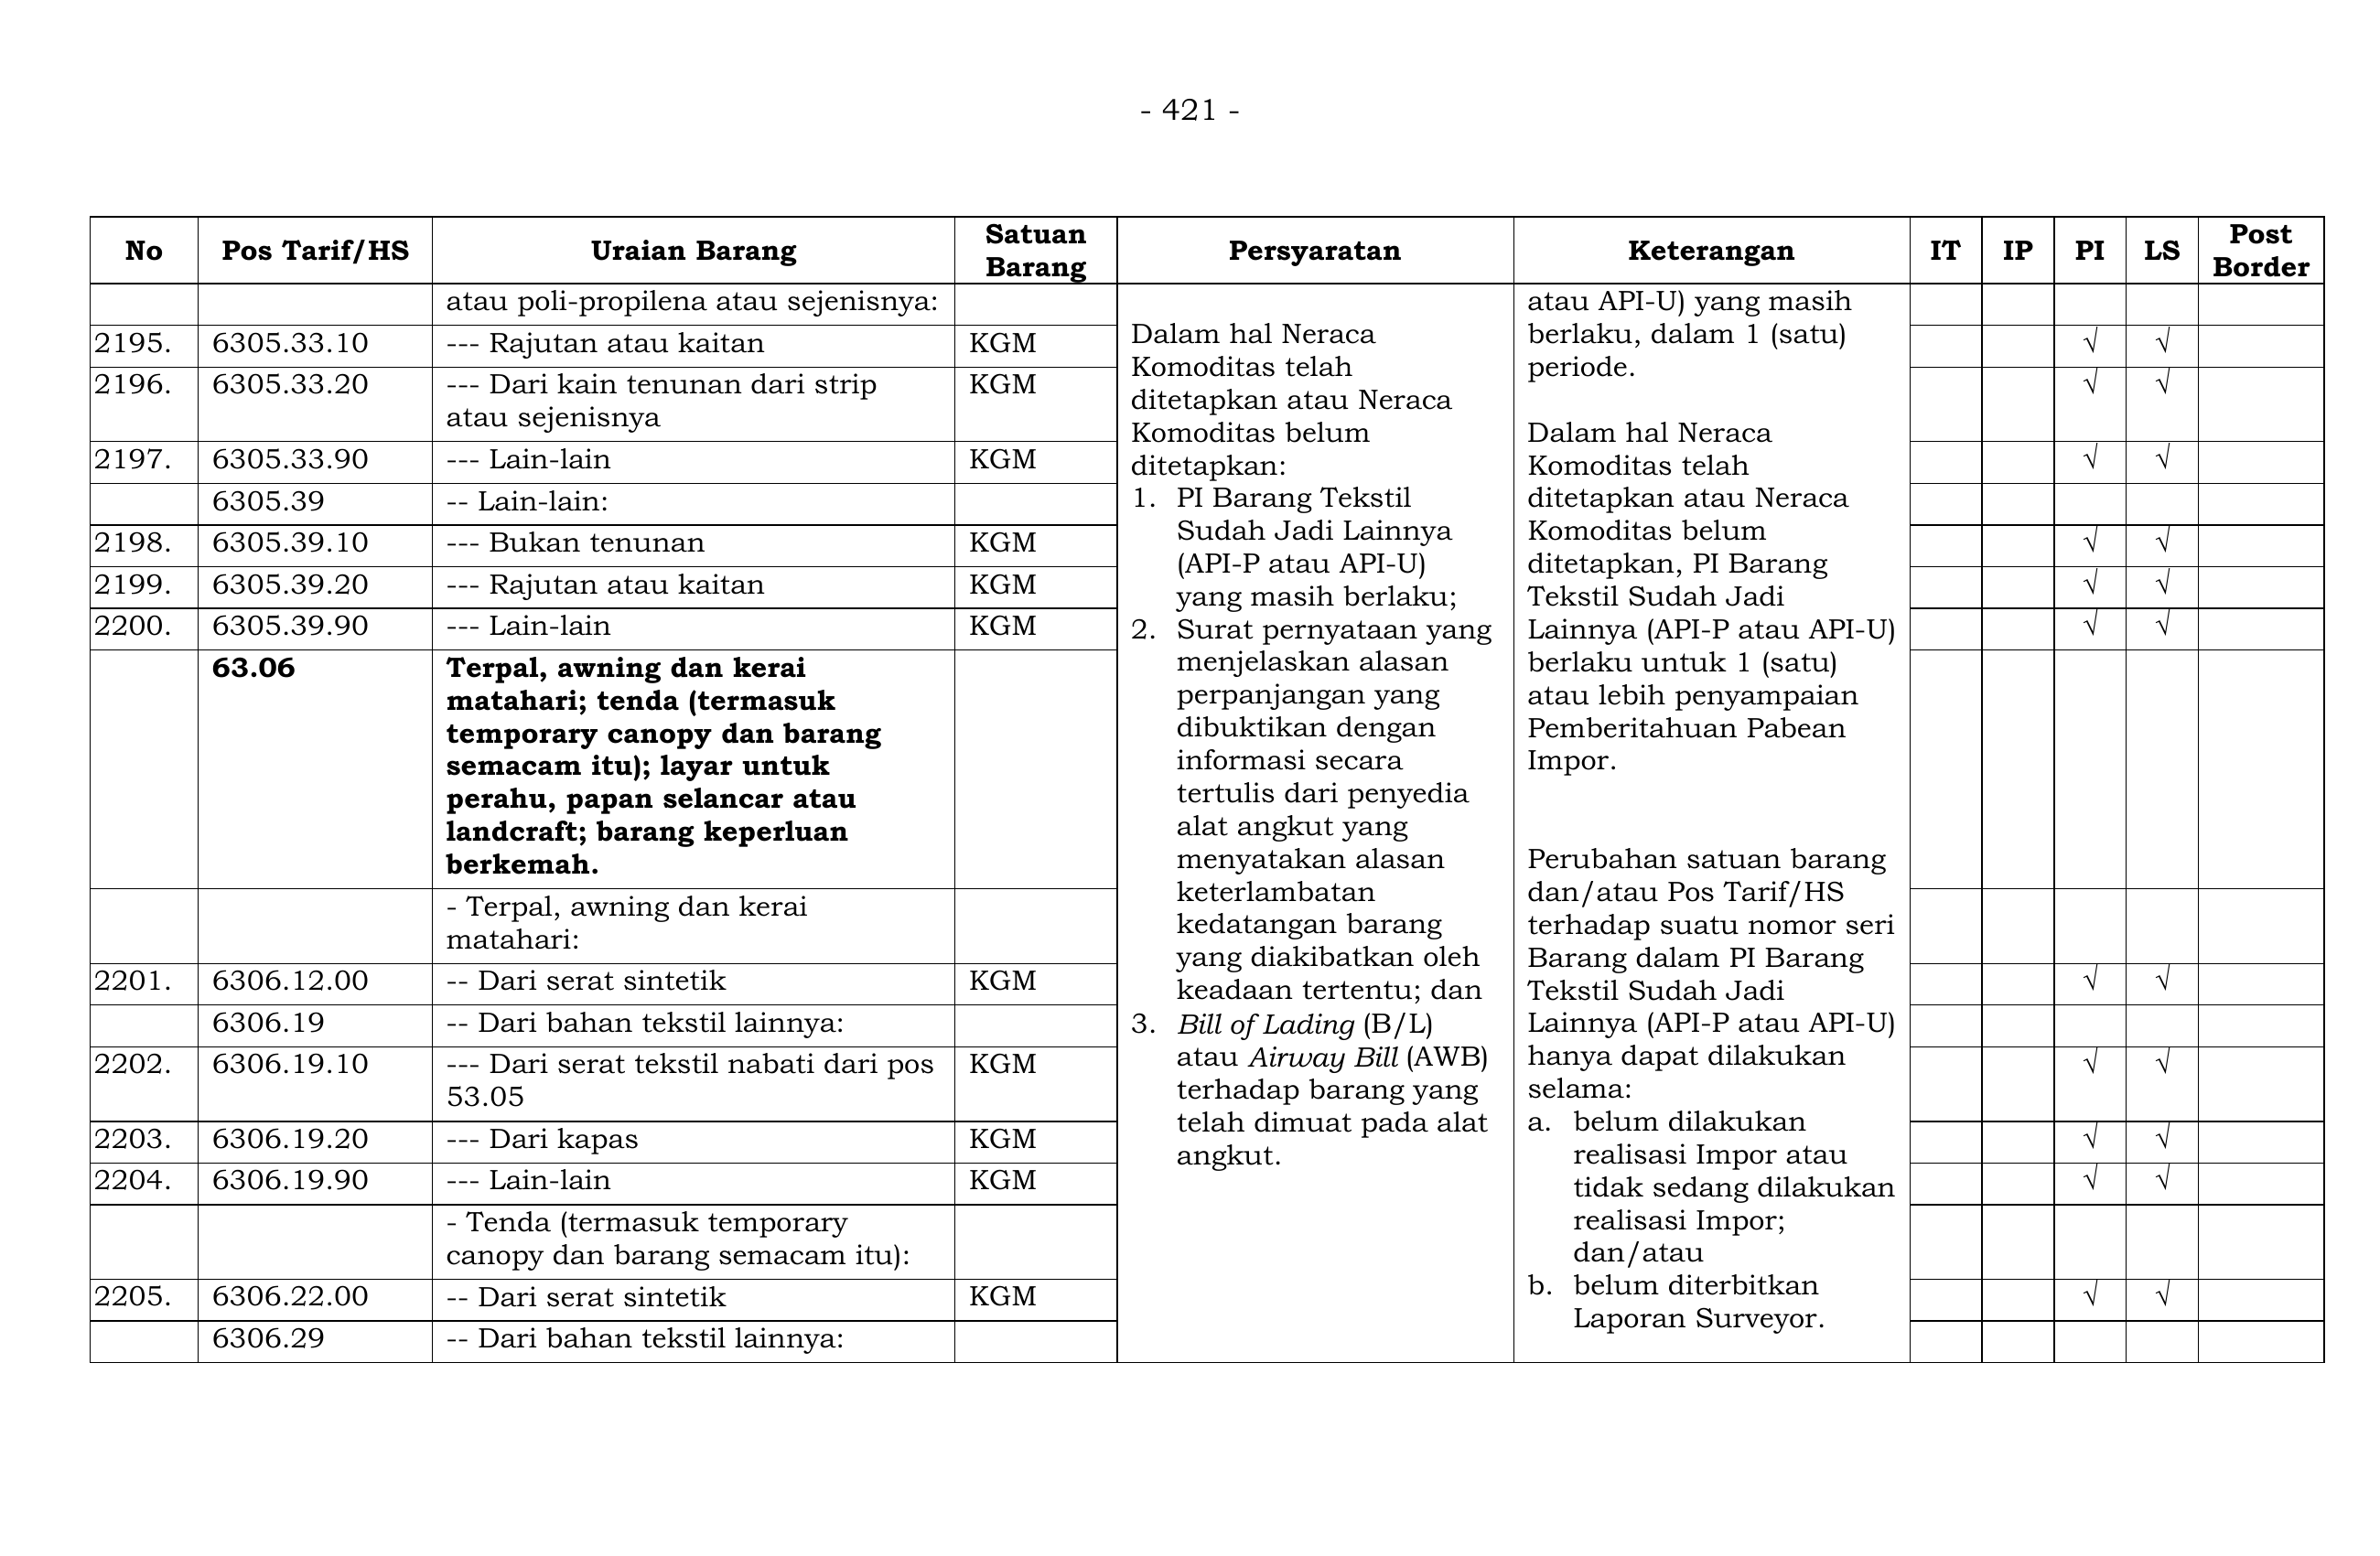 - 421 -
No Pos Tarif/HS Uraian Barang Satuan Barang Persyaratan Keterangan IT IP PI LS Post Border
atau poli-propilena atau sejenisnya:
2195. 6305.33.10 --- Rajutan atau kaitan KGM √ √
2196. 6305.33.20 --- Dari kain tenunan dari strip KGM √ √
atau sejenisnya
2197. 6305.33.90 --- Lain-lain KGM √ √
6305.39 -- Lain-lain:
2198. 6305.39.10 --- Bukan tenunan KGM √ √
2199. 6305.39.20 --- Rajutan atau kaitan KGM √ √
2200. 6305.39.90 --- Lain-lain KGM √ √
63.06 Terpal, awning dan kerai
matahari; tenda (termasuk
temporary canopy dan barang
semacam itu); layar untuk
perahu, papan selancar atau
landcraft; barang keperluan
berkemah.
- Terpal, awning dan kerai
matahari:
2201. 6306.12.00 -- Dari serat sintetik KGM √ √
6306.19 -- Dari bahan tekstil lainnya:
2202. 6306.19.10 --- Dari serat tekstil nabati dari pos KGM √ √
53.05
2203. 6306.19.20 --- Dari kapas KGM √ √
2204. 6306.19.90 --- Lain-lain KGM √ √
- Tenda (termasuk temporary
canopy dan barang semacam itu):
2205. 6306.22.00 -- Dari serat sintetik KGM √ √
6306.29 -- Dari bahan tekstil lainnya:
Dalam hal Neraca
Komoditas telah
ditetapkan atau Neraca
Komoditas belum
ditetapkan:
1. PI Barang Tekstil
Sudah Jadi Lainnya
(API-P atau API-U)
yang masih berlaku;
2. Surat pernyataan yang
menjelaskan alasan
perpanjangan yang
dibuktikan dengan
informasi secara
tertulis dari penyedia
alat angkut yang
menyatakan alasan
keterlambatan
kedatangan barang
yang diakibatkan oleh
keadaan tertentu; dan
3. Bill of Lading (B/L)
atau Airway Bill (AWB)
terhadap barang yang
telah dimuat pada alat
angkut.
atau API-U) yang masih
berlaku, dalam 1 (satu)
periode.
Dalam hal Neraca
Komoditas telah
ditetapkan atau Neraca
Komoditas belum
ditetapkan, PI Barang
Tekstil Sudah Jadi
Lainnya (API-P atau API-U)
berlaku untuk 1 (satu)
atau lebih penyampaian
Pemberitahuan Pabean
Impor.
Perubahan satuan barang
dan/atau Pos Tarif/HS
terhadap suatu nomor seri
Barang dalam PI Barang
Tekstil Sudah Jadi
Lainnya (API-P atau API-U)
hanya dapat dilakukan
selama:
a. belum dilakukan
realisasi Impor atau
tidak sedang dilakukan
realisasi Impor;
dan/atau
b. belum diterbitkan
Laporan Surveyor.